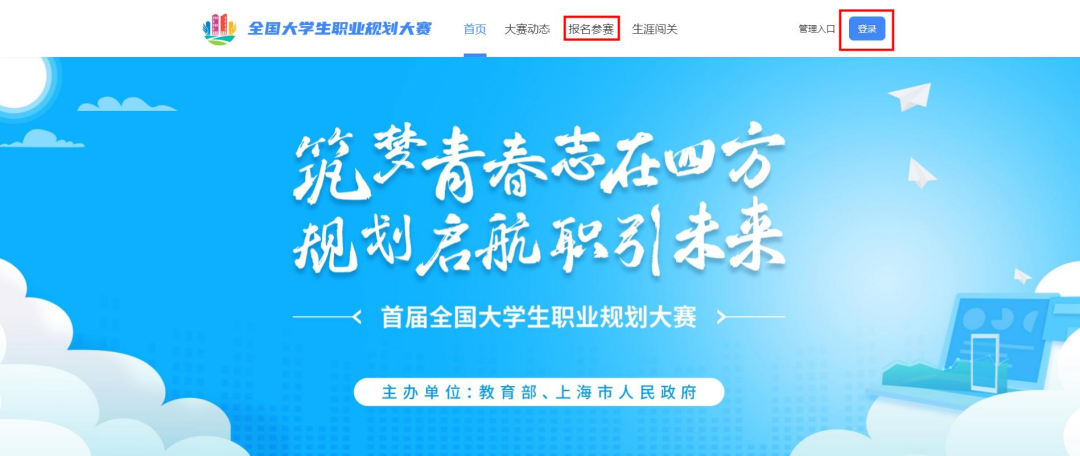 全国大学生职业规划大赛
首页 大赛动态 报名参赛 生涯闯关 管理入口 登录
筑梦青春志在四方
规划启航职引未来
首届全国大学生职业规划大赛
主办单位：教育部、上海市人民政府